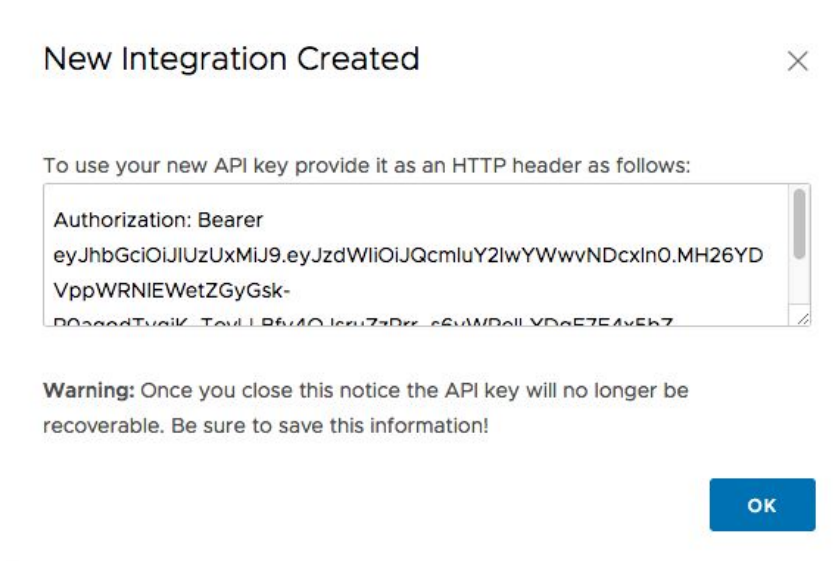 New Integration Created
To use your new API key provide it as an HTTP header as follows:
Authorization: Bearer
eyJhbGciOiJIUzUxMiJ9.eyJzdWIiOiJQcmluY2lwYWwvNDcxIn0.MH26YD
VppWRNIEWetZGyGsk-
Warning: Once you close this notice the API key will no longer be
recoverable. Be sure to save this information!
OK